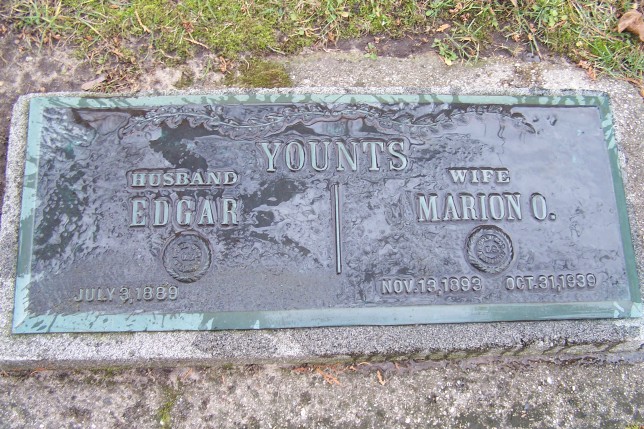 YOUNTS
HUSBAND
EDGAR
JULY 3, 1889
WIFE
MARION O.
NOV. 13, 1893 OCT. 31, 1939